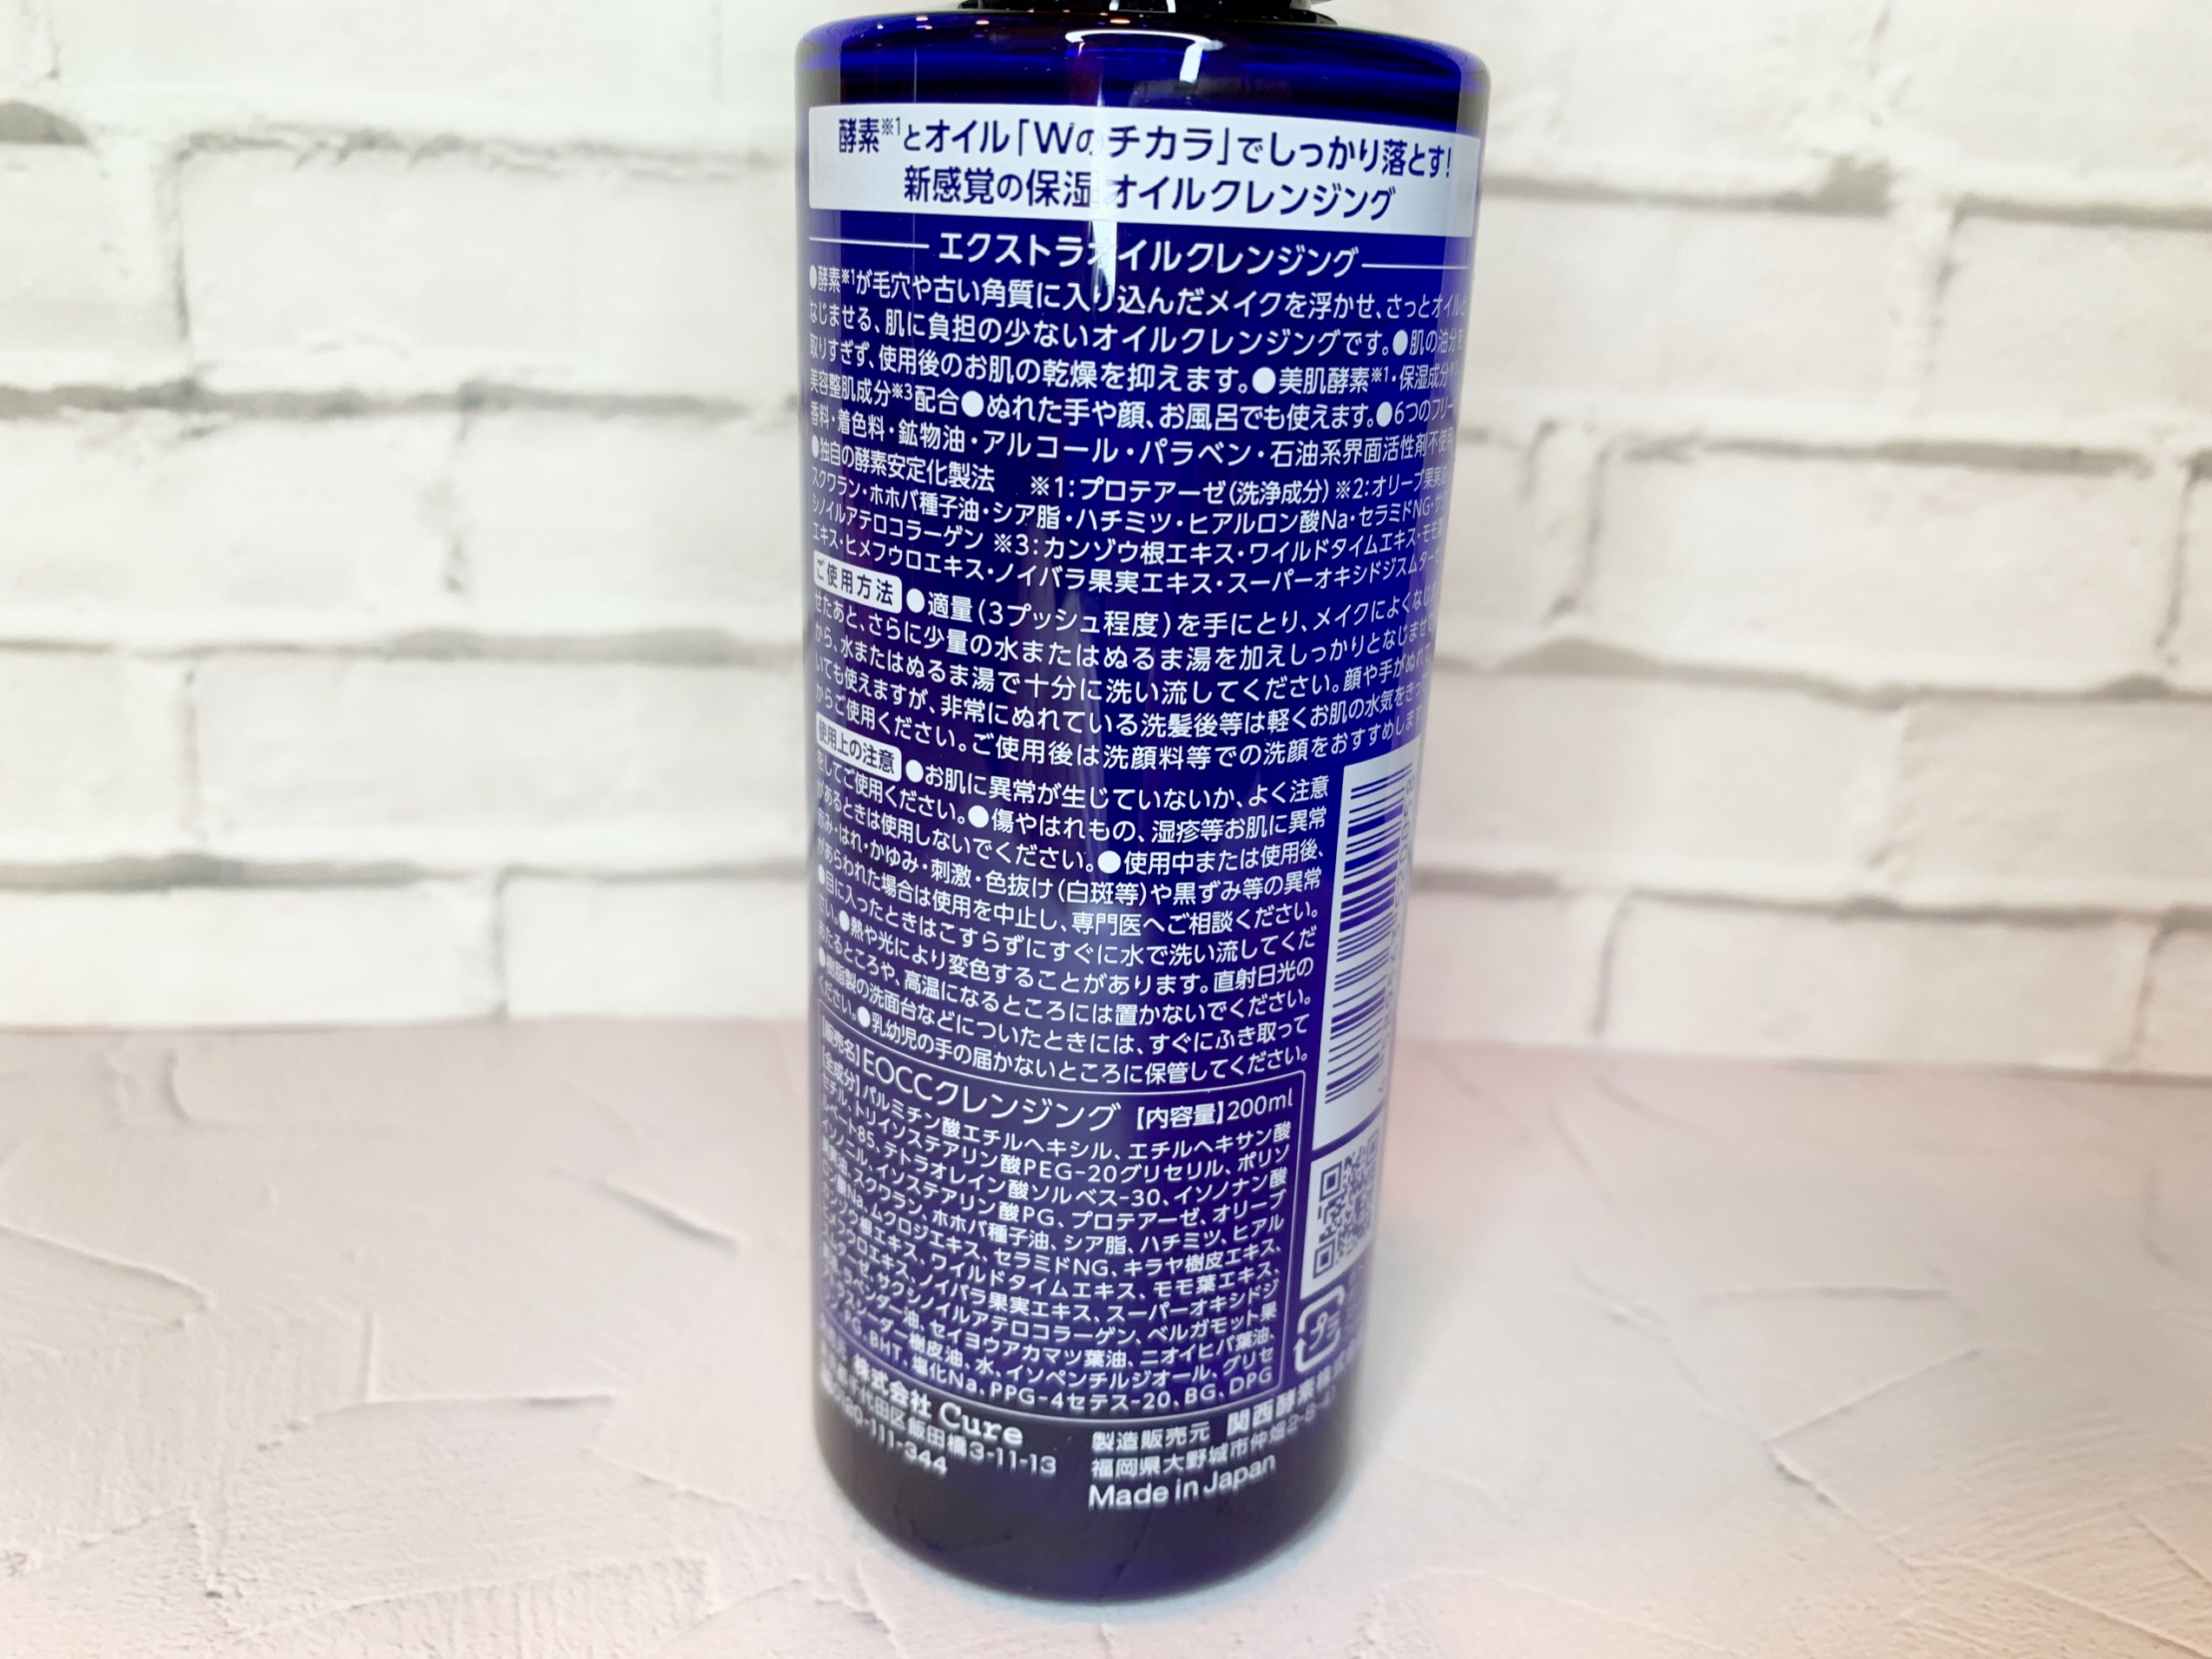 酵素※1とオイル「Wのチカラ」でしっかり落とす!
新感覚の保湿オイルクレンジング
エクストラオイルクレンジング
●酵素※1が毛穴や古い角質に入り込んだメイクを浮かせ、さっとオイルと
なじませる、肌に負担の少ないオイルクレンジングです。●肌の油分を
取りすぎず、使用後のお肌の乾燥を抑えます。●美肌酵素※1・保湿成分
美容整肌成分※3配合●ぬれた手や顔、お風呂でも使えます。●6つのフリー
香料・着色料・鉱物油・アルコール・パラベン・石油系界面活性剤不使用
●独自の酵素安定化製法 ※1:プロテアーゼ(洗浄成分)※2:オリーブ果実油
スクワラン・ホホバ種子油・シア脂・ハチミツ・ヒアルロン酸Na・セラミドNG・サク
シノイルアテロコラーゲン ※3:カンゾウ根エキス・ワイルドタイムエキス・モモ葉
エキス・ヒメフウロエキス・ノイバラ果実エキス・スーパーオキシドジスムターゼ
ご使用方法 ●適量(3プッシュ程度)を手にとり、メイクによくなじま
せたあと、さらに少量の水またはぬるま湯を加えしっかりとなじませて
から、水またはぬるま湯で十分に洗い流してください。顔や手がぬれて
いても使えますが、非常にぬれている洗髪後等は軽くお肌の水気をきって
からご使用ください。ご使用後は洗顔料等での洗顔をおすすめします
使用上の注意 ●お肌に異常が生じていないか、よく注意
をしてご使用ください。●傷やはれもの、湿疹等お肌に異常
があるときは使用しないでください。●使用中または使用後、
赤み・はれ・かゆみ・刺激・色抜け(白斑等)や黒ずみ等の異常
があらわれた場合は使用を中止し、専門医へご相談ください。
●目に入ったときはこすらずにすぐに水で洗い流してくだ
さい。●熱や光により変色することがあります。直射日光の
あたるところや、高温になるところには置かないでください。
●樹脂製の洗面台などについたときには、すぐにふき取って
ください。●乳幼児の手の届かないところに保管してください。
【販売名】EOCCクレンジング 【内容量】200ml
【全成分】パルミチン酸エチルヘキシル、エチルヘキサン酸
セチル、トリイソステアリン酸PEG-20グリセリル、ポリソ
ルベート85、テトラオレイン酸ソルベス-30、イソノナン酸
イソノニル、イソステアリン酸PG、プロテアーゼ、オリーブ
果実油、スクワラン、ホホバ種子油、シア脂、ハチミツ、ヒアル
ロン酸Na、ムクロジエキス、セラミドNG、キラヤ樹皮エキス、
カンゾウ根エキス、ワイルドタイムエキス、モモ葉エキス、
ヒメフウロエキス、ノイバラ果実エキス、スーパーオキシドジ
スムターゼ、サクシノイルアテロコラーゲン、ベルガモット果
ラベンダー油、セイヨウアカマツ葉油、ニオイヒバ葉油、
樹皮油、水、イソペンチルジオール、グリセ
PG、BHT、塩化Na、PPG-4セテス-20、BG、DPG
株式会社 Cure
代田区飯田橋3-11-13
111-344
製造販売元 関西酵素株式
福岡県大野城市仲畑2-8-
Made in Japan
プラ